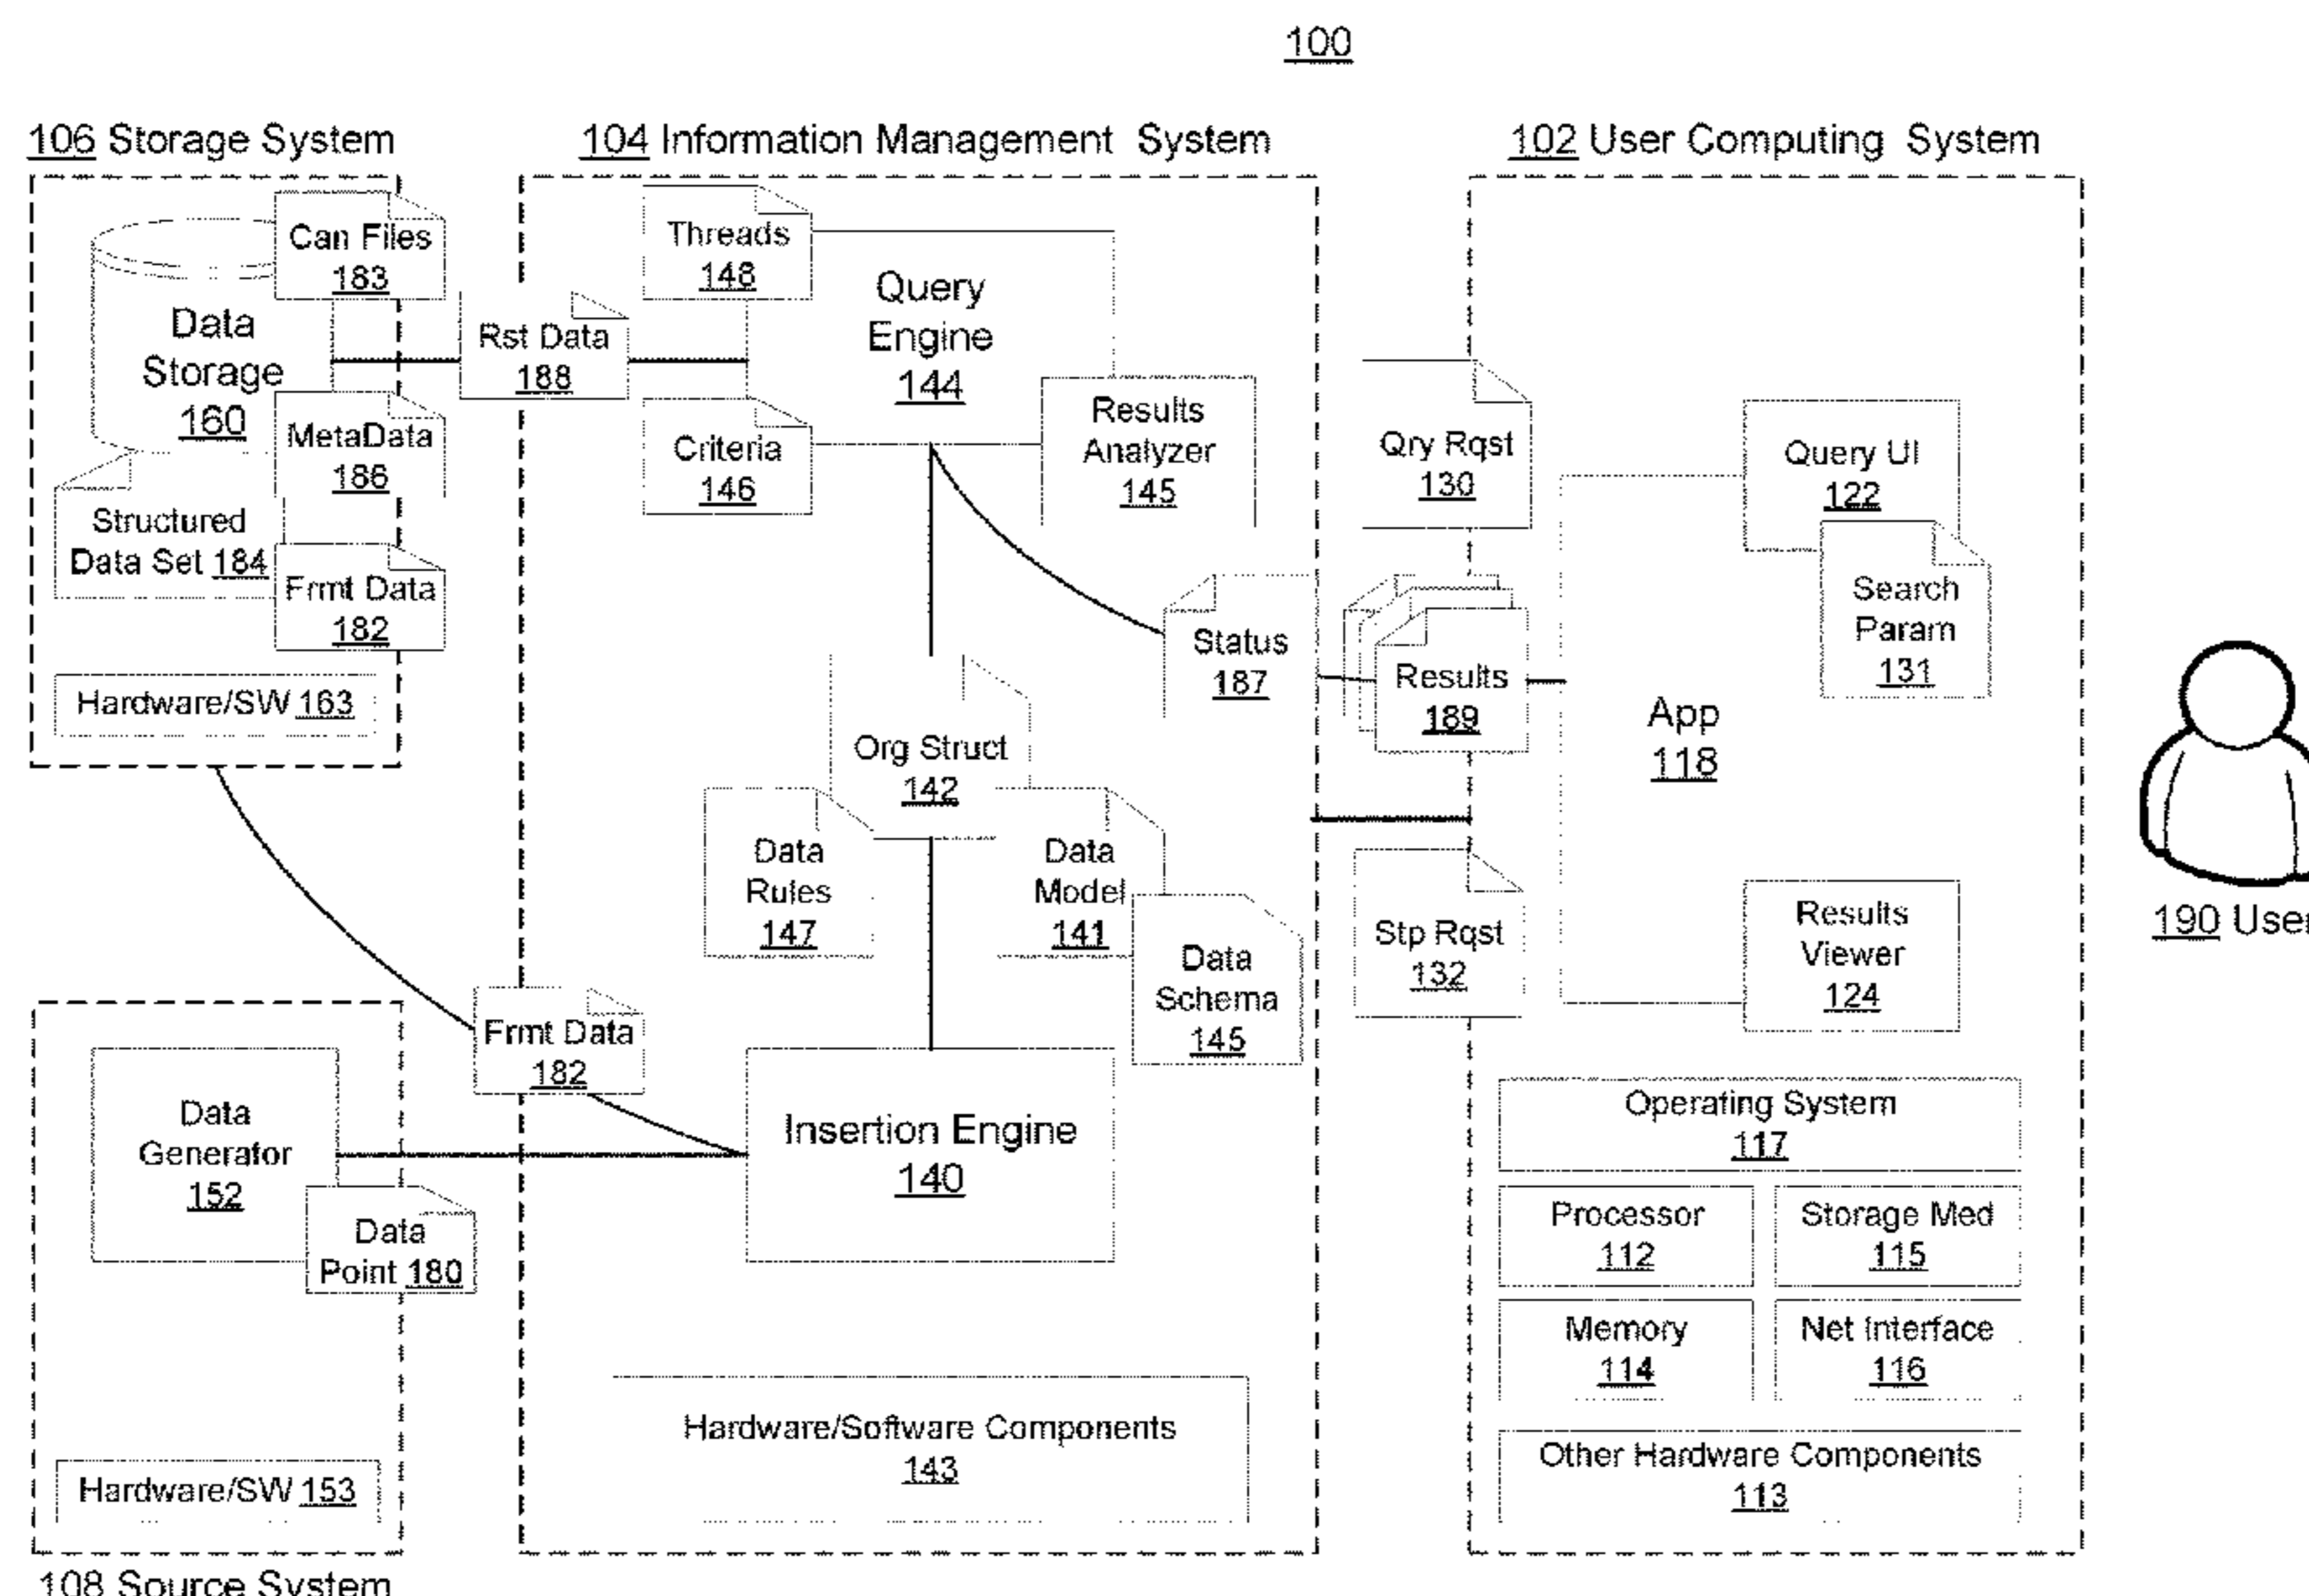 100
106 Storage System
104 Information Management System
102 User Computing System
Can Files
183
Data
Storage
160
MetaData
186
Structured
Data Set 184
Frmt Data
182
Hardware/SW 163
Rst Data
188
Threads
148
Query
Engine
144
Criteria
146
Results
Analyzer
145
Status
187
Org Struct
142
Data
Rules
147
Data
Model
141
Data
Schema
145
Frmt Data
182
Insertion Engine
140
Hardware/Software Components
143
Data
Generator
152
Data
Point 180
Hardware/SW 153
108 Source System
Qry Rqst
130
Results
189
Stp Rqst
132
Query UI
122
Search
Param
131
App
118
Results
Viewer
124
Operating System
117
Processor
112
Storage Med
115
Memory
114
Net Interface
116
Other Hardware Components
113
190 User